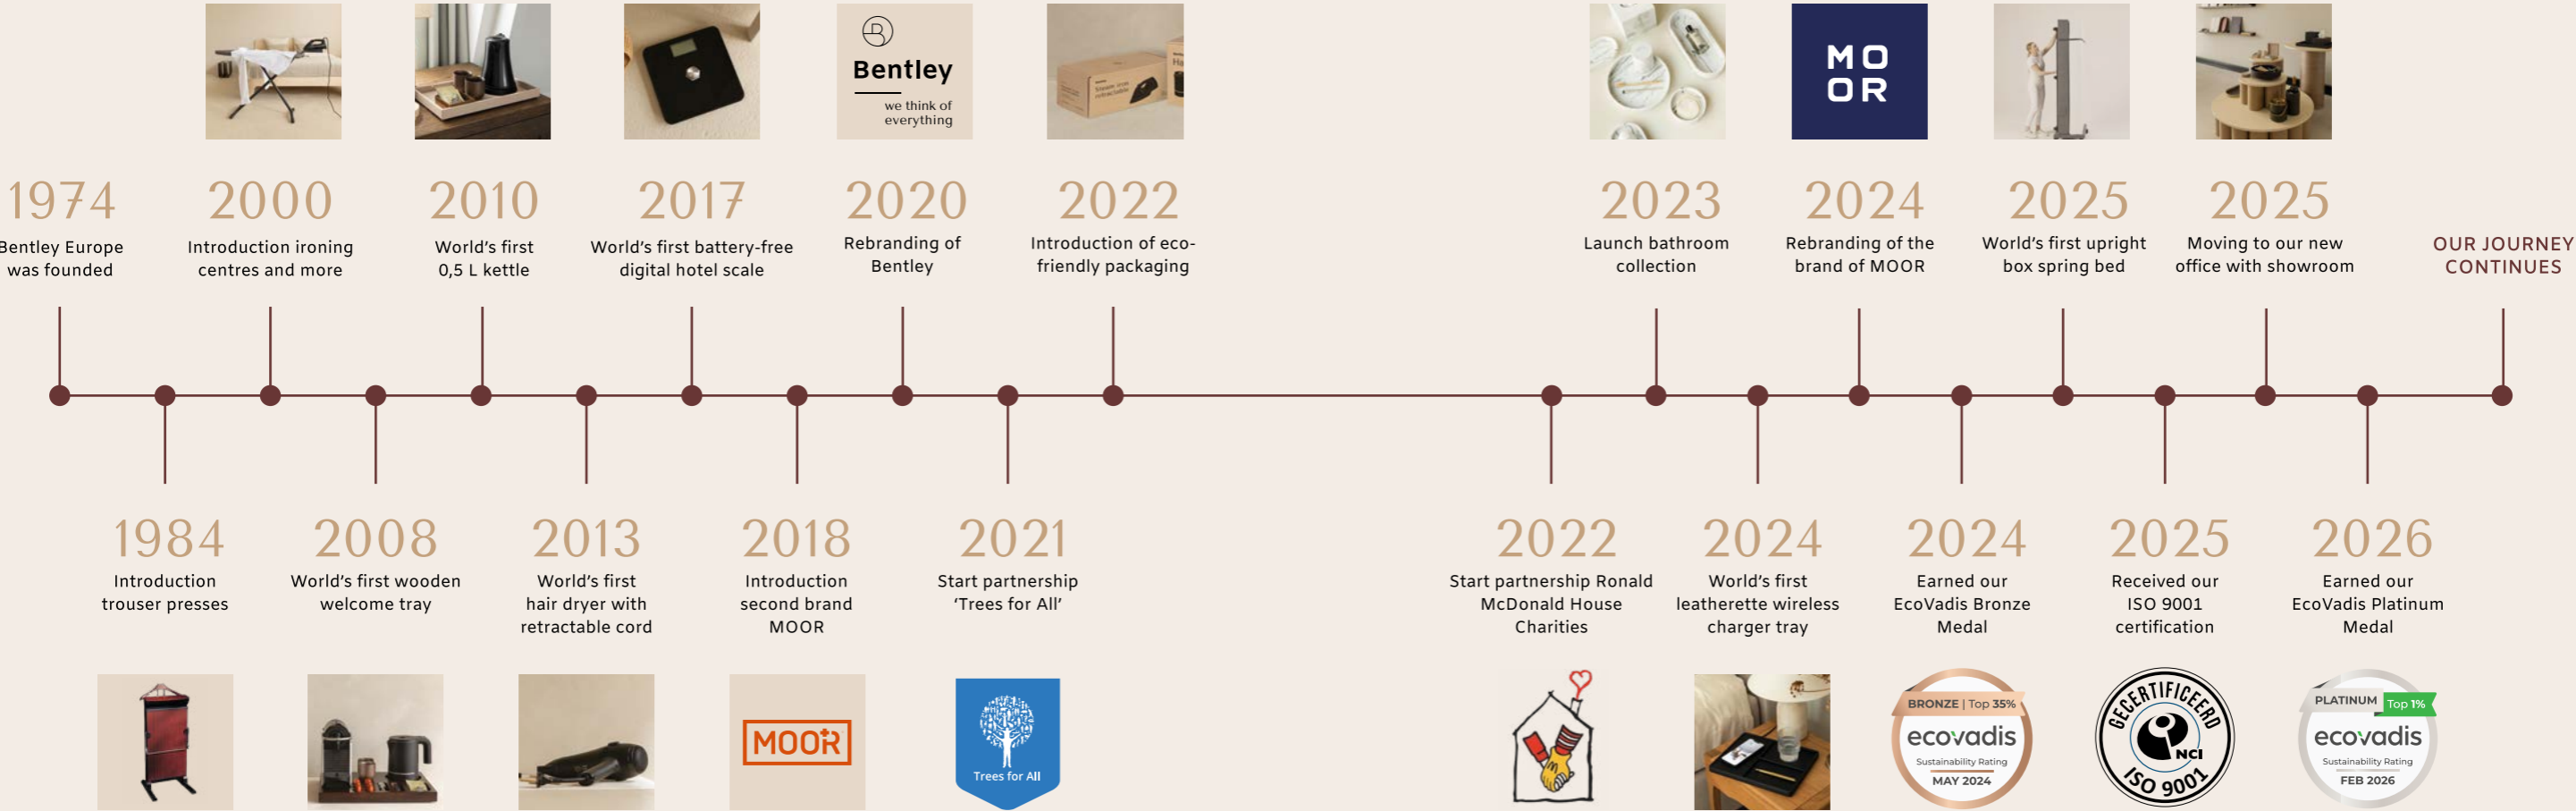 Bentley
we think of
everything
MO
OR
1974
Bentley Europe
was founded
2000
Introduction ironing
centres and more
2010
World's first
0,5 L kettle
2017
World's first battery-free
digital hotel scale
2020
Rebranding of
Bentley
2022
Introduction of eco-
friendly packaging
2023
Launch bathroom
collection
2024
Rebranding of the
brand of MOOR
2025
World's first upright
box spring bed
2025
Moving to our new
office with showroom
OUR JOURNEY
CONTINUES
1984
Introduction
trouser presses
2008
World's first wooden
welcome tray
2013
World's first
hair dryer with
retractable cord
2018
Introduction
second brand
MOOR
2021
Start partnership
‘Trees for All’
2022
Start partnership Ronald
McDonald House
Charities
2024
World's first
leatherette wireless
charger tray
2024
Earned our
EcoVadis Bronze
Medal
2025
Received our
ISO 9001
certification
2026
Earned our
EcoVadis Platinum
Medal
MOOR
Trees for All
BRONZE | Top 35%
ecovadis
Sustainability Rating
MAY 2024
GECERTIFICEERD
NCI
ISO 9001
PLATINUM Top 1%
ecovadis
Sustainability Rating
FEB 2026